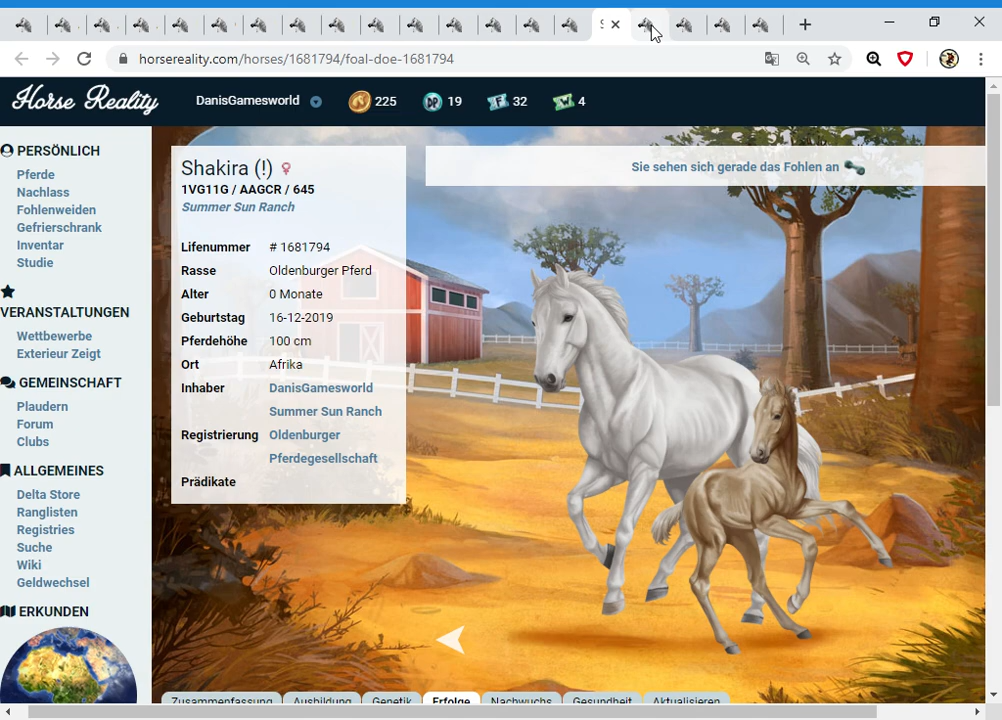 horsereality.com/horses/1681794/foal-doe-1681794
Horse Reality
DanisGamesworld
225
DP
19
32
4
PERSÖNLICH
Pferde
Nachlass
Fohlenweiden
Gefrierschrank
Inventar
Studie
VERANSTALTUNGEN
Wettbewerbe
Exterieur Zeigt
GEMEINSCHAFT
Plaudern
Forum
Clubs
ALLGEMEINES
Delta Store
Ranglisten
Registries
Suche
Wiki
Geldwechsel
ERKUNDEN
Shakira (!) ♀
1VG11G / AAGCR / 645
Summer Sun Ranch
Lifenummer # 1681794
Rasse Oldenburger Pferd
Alter 0 Monate
Geburtstag 16-12-2019
Pferdehöhe 100 cm
Ort Afrika
Inhaber DanisGamesworld
Summer Sun Ranch
Registrierung Oldenburger
Pferdegesellschaft
Prädikate
Sie sehen sich gerade das Fohlen an
Zusammenfassung Ausbildung Genetik Erfolge Nachwuchs Gesundheit Aktualisieren